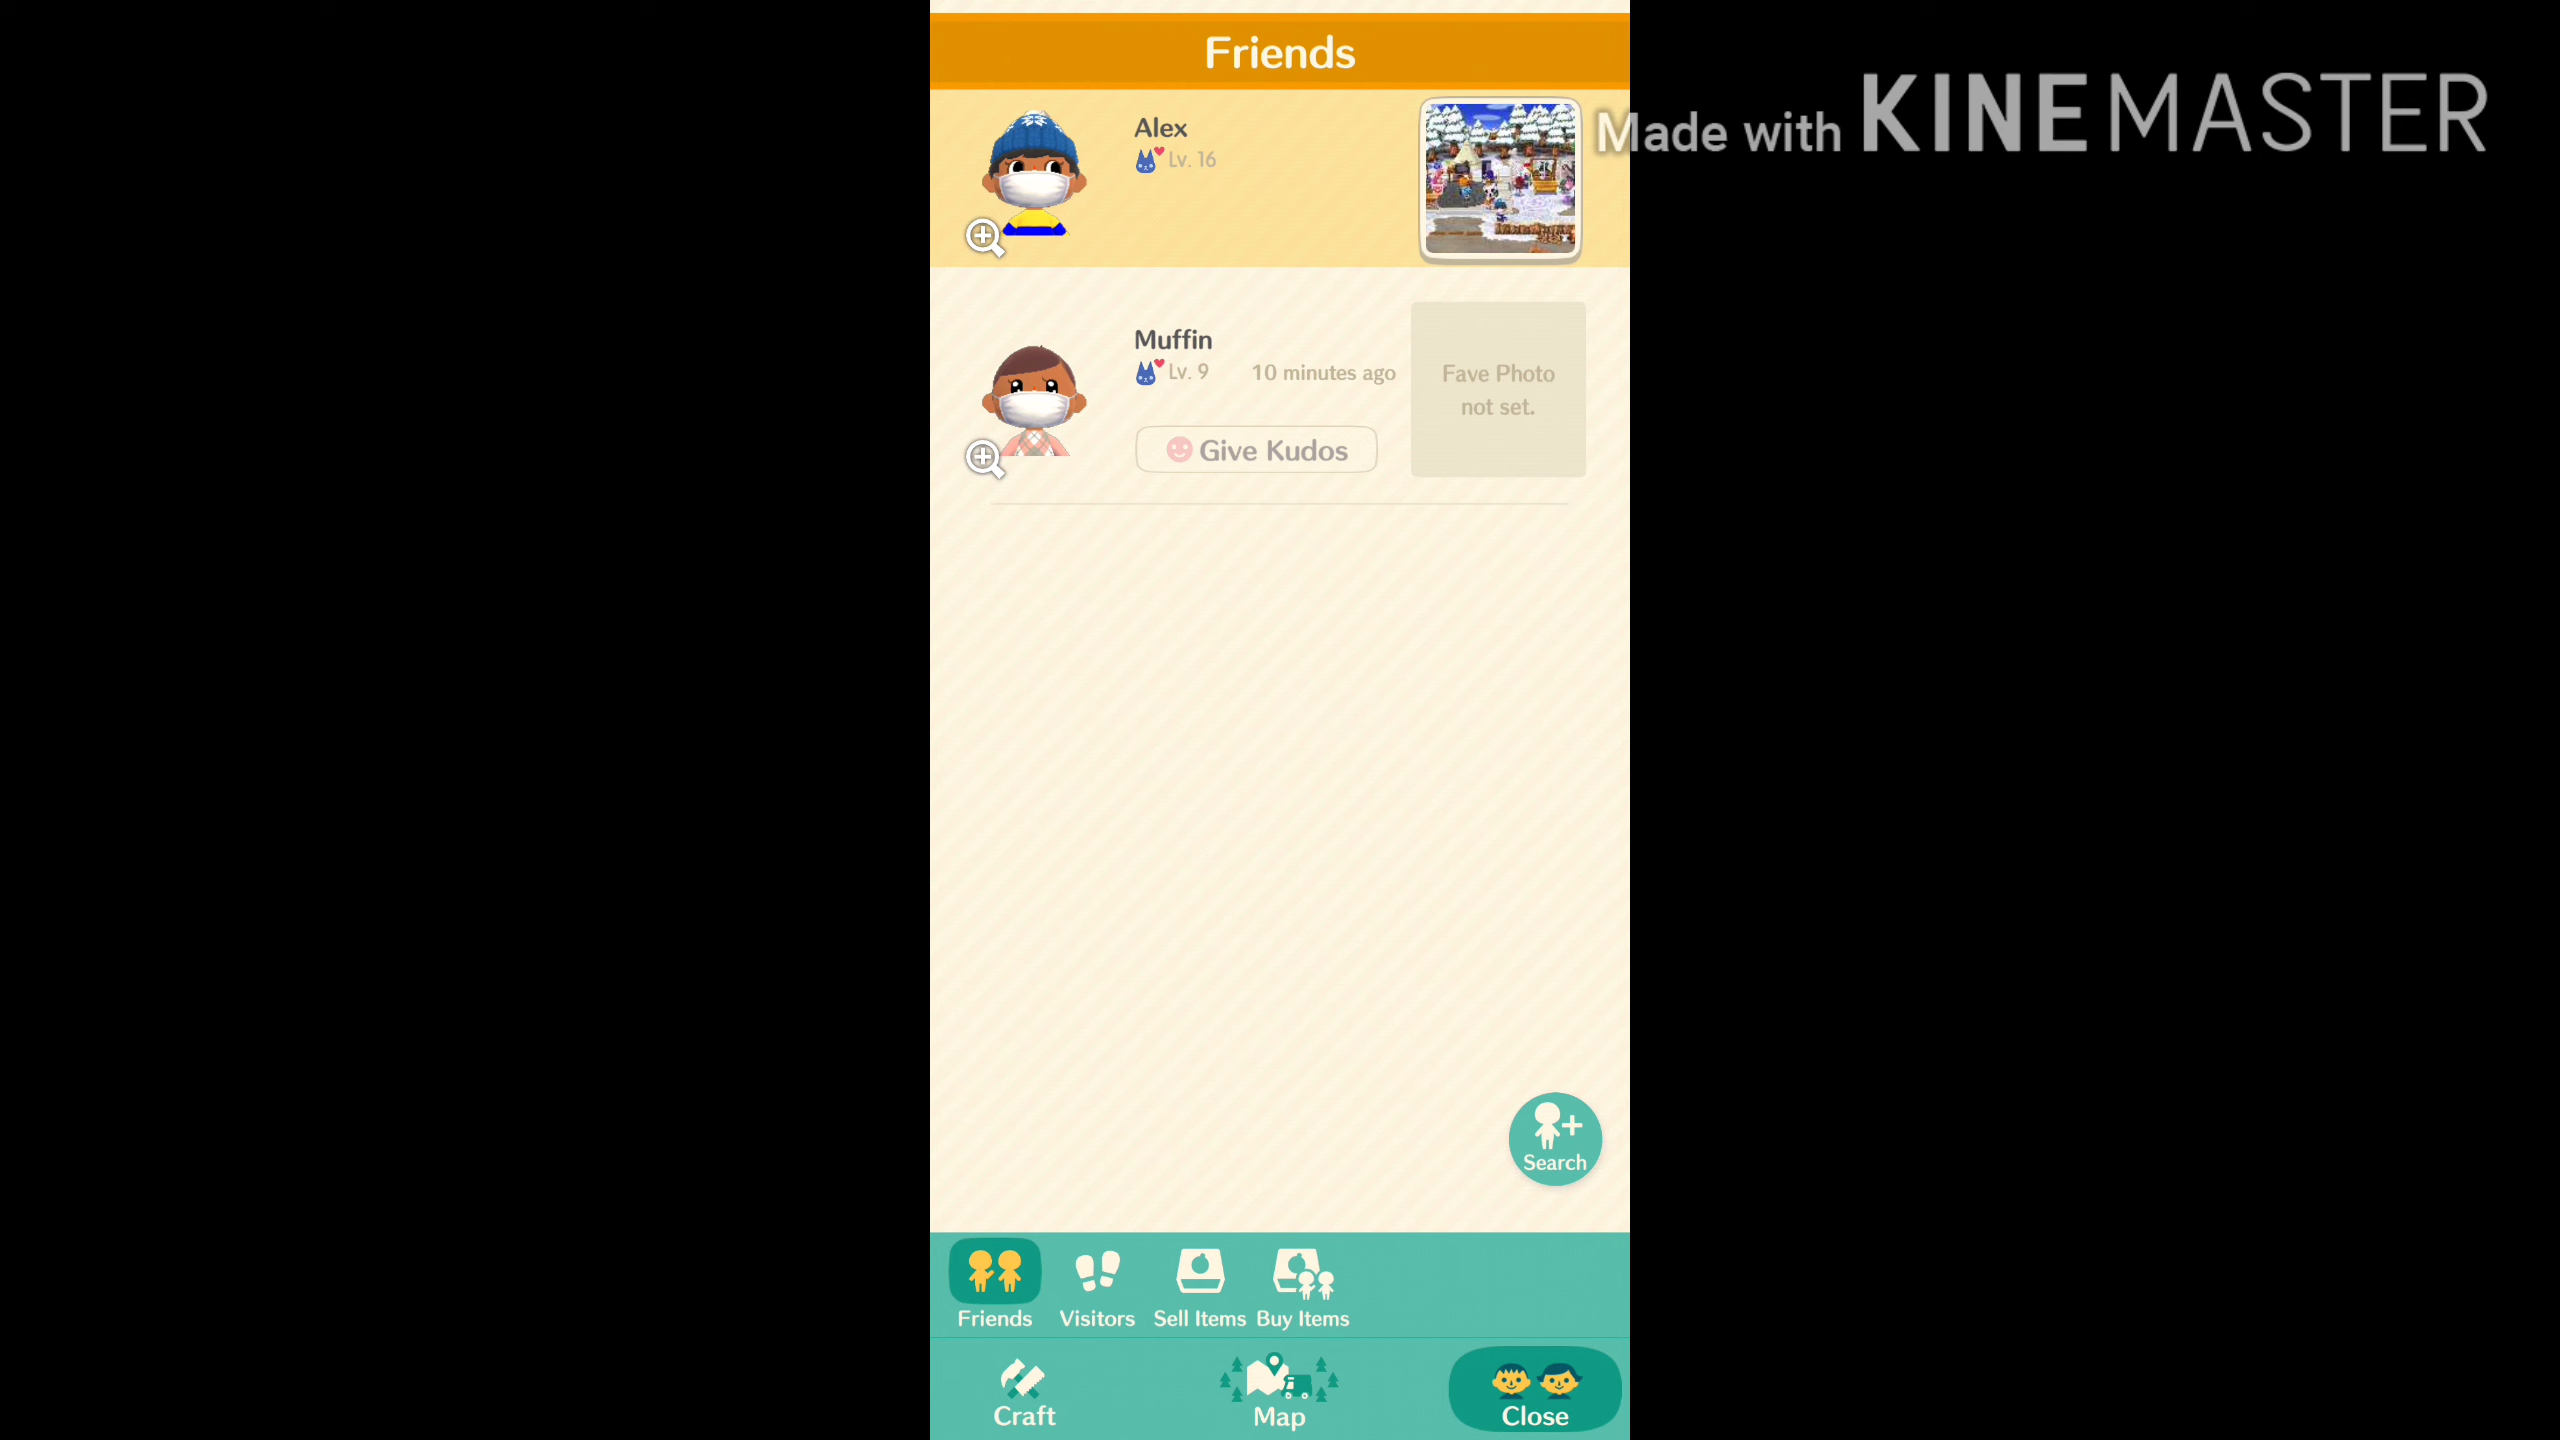 Friends
Made with KINEMASTER
Alex
Lv. 16
Muffin
Lv. 9
10 minutes ago
Fave Photo
not set.
Give Kudos
Search
Friends
Visitors
Sell Items
Buy Items
Craft
Map
Close